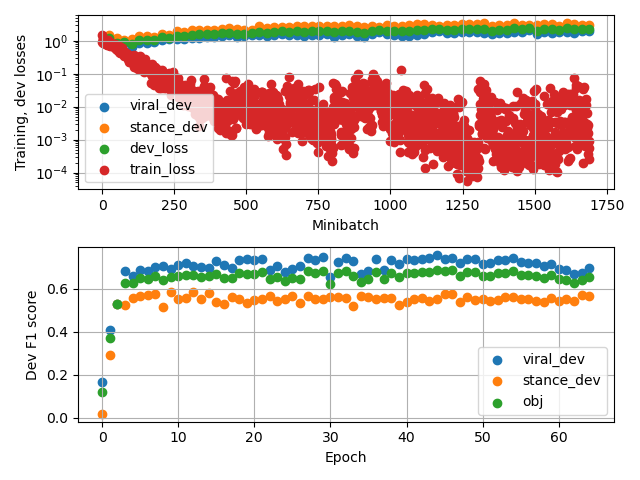 Training, dev losses
10⁰
10⁻¹
10⁻²
10⁻³
10⁻⁴
viral_dev
stance_dev
dev_loss
train_loss
0 250 500 750 1000 1250 1500 1750
Minibatch
Dev F1 score
0.6
0.4
0.2
0.0
viral_dev
stance_dev
obj
0 10 20 30 40 50 60
Epoch